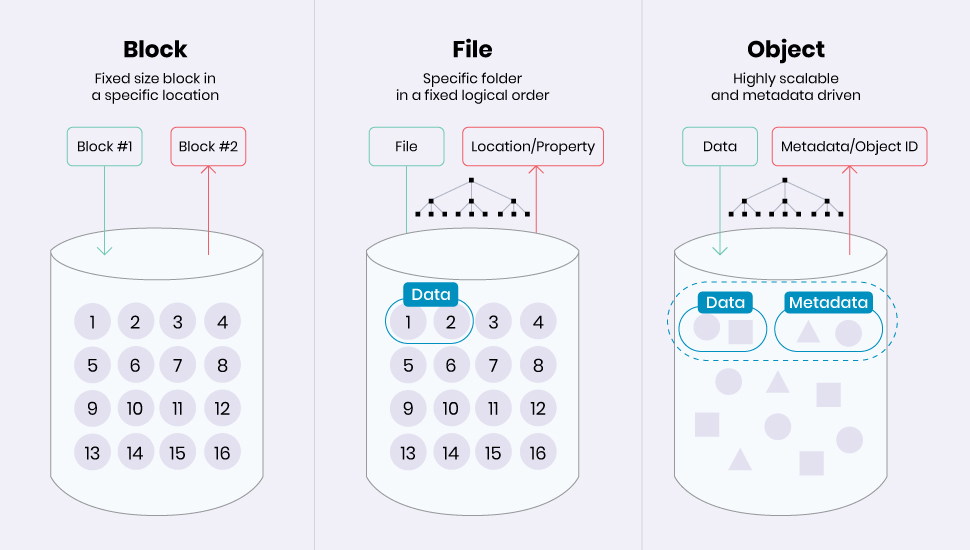 Block
Fixed size block in
a specific location
Block #1
Block #2
1 2 3 4
5 6 7 8
9 10 11 12
13 14 15 16
File
Specific folder
in a fixed logical order
File
Location/Property
Data
1 2 3 4
5 6 7 8
9 10 11 12
13 14 15 16
Object
Highly scalable
and metadata driven
Data
Metadata/Object ID
Data
Metadata